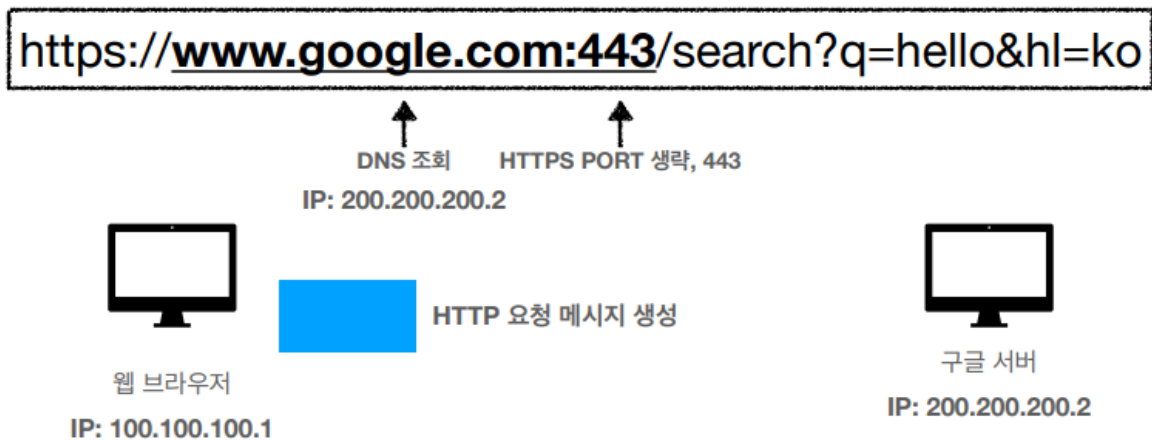 https://www.google.com:443/search?q=hello&hl=ko
DNS 조회
HTTPS PORT 생략, 443
IP: 200.200.200.2
HTTP 요청 메시지 생성
웹 브라우저
IP: 100.100.100.1
구글 서버
IP: 200.200.200.2